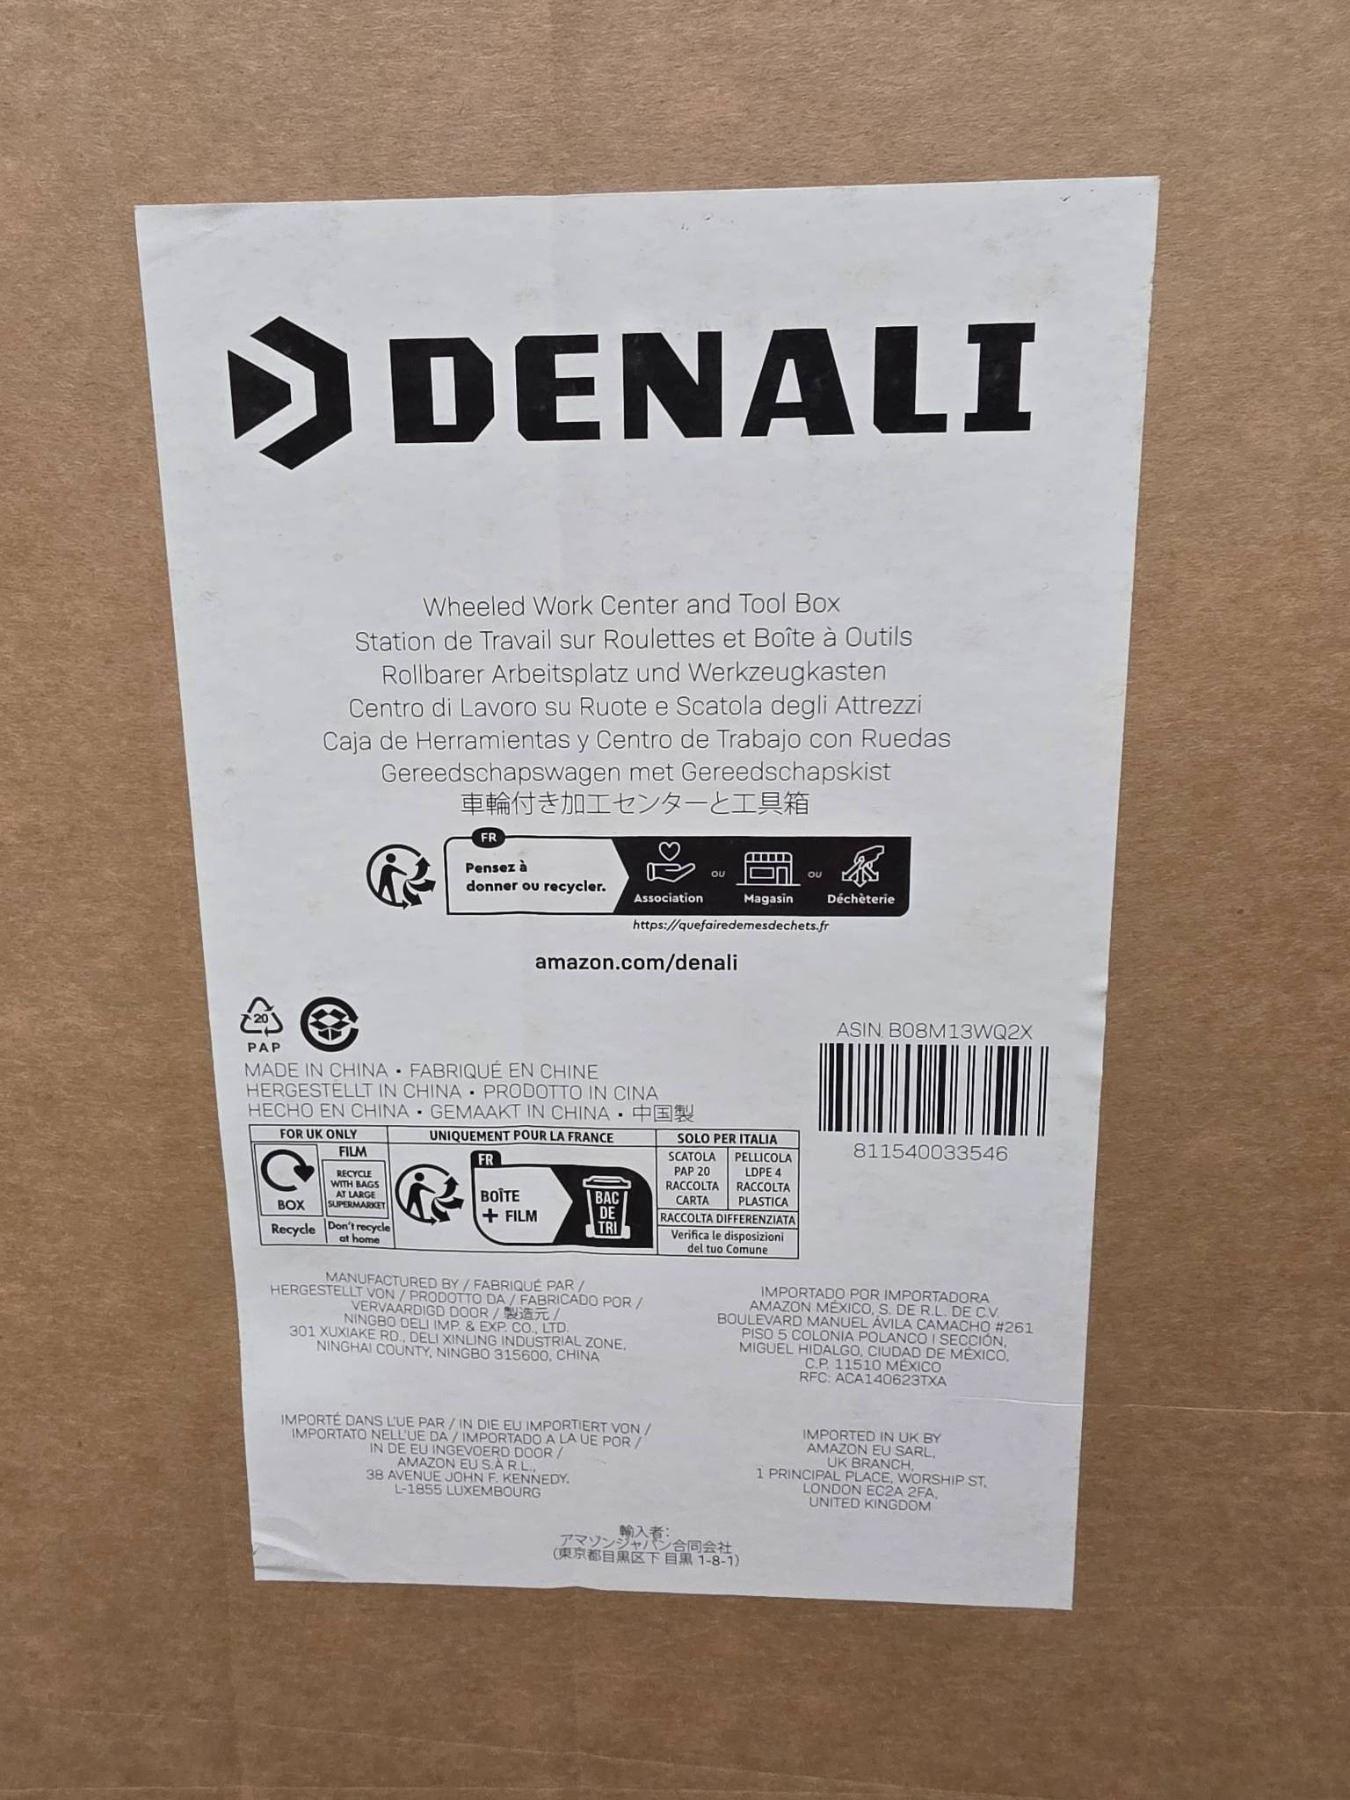 DENALI
Wheeled Work Center and Tool Box
Station de Travail sur Roulettes et Boîte à Outils
Rollbarer Arbeitsplatz und Werkzeugkasten
Centro di Lavoro su Ruote e Scatola degli Attrezzi
Caja de Herramientas y Centro de Trabajo con Ruedas
Gereedschapswagen met Gereedschapskist
車輪付き加工センターと工具箱
FR
Pensez à
donner ou recycler.
Association
ou
Magasin
ou
Déchèterie
https://quefairedemesdechets.fr
amazon.com/denali
20
PAP
ASIN B08M13WQ2X
811540033546
MADE IN CHINA • FABRIQUÉ EN CHINE
HERGESTELLT IN CHINA • PRODOTTO IN CINA
HECHO EN CHINA • GEMAAKT IN CHINA • 中国製
FOR UK ONLY
BOX
Recycle
FILM
RECYCLE
WITH BAGS
AT LARGE
SUPERMARKET
Don't recycle
at home
UNIQUEMENT POUR LA FRANCE
FR
BOÎTE
+ FILM
BAC
DE
TRI
SOLO PER ITALIA
SCATOLA
PAP 20
RACCOLTA
CARTA
PELLICOLA
LDPE 4
RACCOLTA
PLASTICA
RACCOLTA DIFFERENZIATA
Verifica le disposizioni
del tuo Comune
MANUFACTURED BY / FABRIQUÉ PAR /
HERGESTELLT VON / PRODOTTO DA / FABRICADO POR /
VERVAARDIGD DOOR / 製造元 /
NINGBO DELI IMP. & EXP. CO., LTD.
301 XUXIAKE RD., DELI XINLING INDUSTRIAL ZONE,
NINGHAI COUNTY, NINGBO 315600, CHINA
IMPORTADO POR IMPORTADORA
AMAZON MÉXICO, S. DE R.L. DE C.V.
BOULEVARD MANUEL ÁVILA CAMACHO #261
PISO 5 COLONIA POLANCO I SECCIÓN,
MIGUEL HIDALGO, CIUDAD DE MÉXICO,
C.P. 11510 MÉXICO
RFC: ACA140623TXA
IMPORTÉ DANS L'UE PAR / IN DIE EU IMPORTIERT VON /
IMPORTATO NELL'UE DA / IMPORTADO A LA UE POR /
IN DE EU INGEVOERD DOOR /
AMAZON EU S.À R.L.,
38 AVENUE JOHN F. KENNEDY.
L-1855 LUXEMBOURG
IMPORTED IN UK BY
AMAZON EU SARL,
UK BRANCH,
1 PRINCIPAL PLACE, WORSHIP ST,
LONDON EC2A 2FA,
UNITED KINGDOM
輸入者：
アマゾンジャパン合同会社
(東京都目黒区下 目黒 1-8-1)